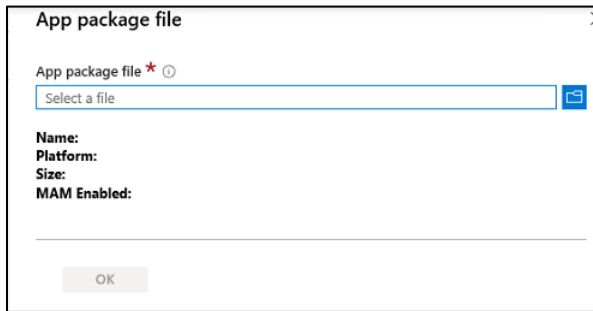 App package file
App package file *
Select a file
Name:
Platform:
Size:
MAM Enabled:
OK